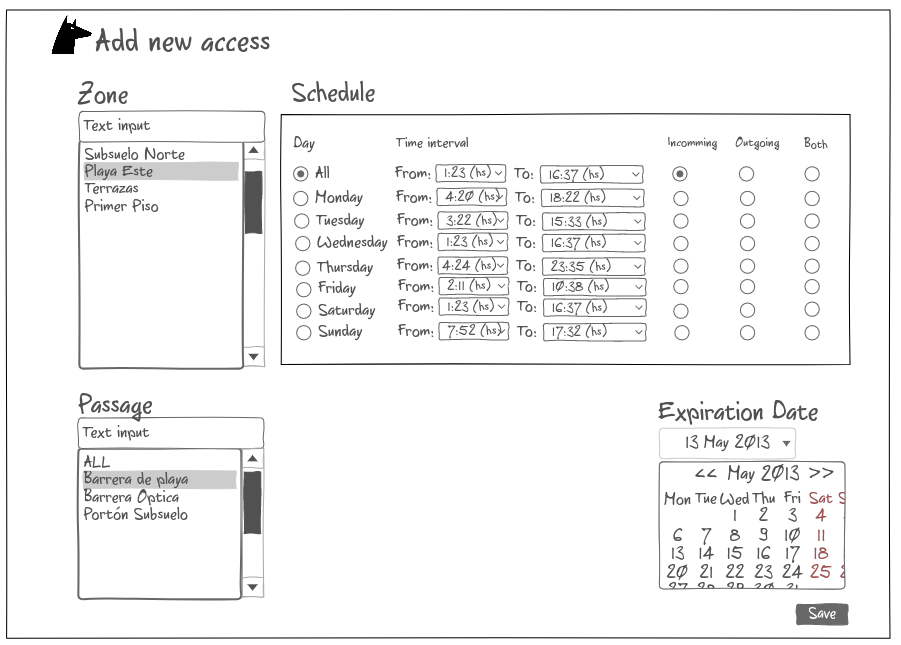 Add new access
Zone
Text input
Subsuelo Norte
Playa Este
Terrazas
Primer Piso
Schedule
Day Time interval Incomming Outgoing Both
All From: 1:23 (hs) To: 16:37 (hs)
Monday From: 4:20 (hs) To: 18:22 (hs)
Tuesday From: 3:22 (hs) To: 15:33 (hs)
Wednesday From: 1:23 (hs) To: 16:37 (hs)
Thursday From: 4:24 (hs) To: 23:35 (hs)
Friday From: 2:11 (hs) To: 10:38 (hs)
Saturday From: 1:23 (hs) To: 16:37 (hs)
Sunday From: 7:52 (hs) To: 17:32 (hs)
Passage
Text input
ALL
Barrera de playa
Barrera Optica
Portón Subsuelo
Expiration Date
13 May 2013
<< May 2013 >>
Mon Tue Wed Thu Fri Sat S
1 2 3 4
6 7 8 9 10 11
13 14 15 16 17 18
20 21 22 23 24 25 2
27 28 29 30 31
Save